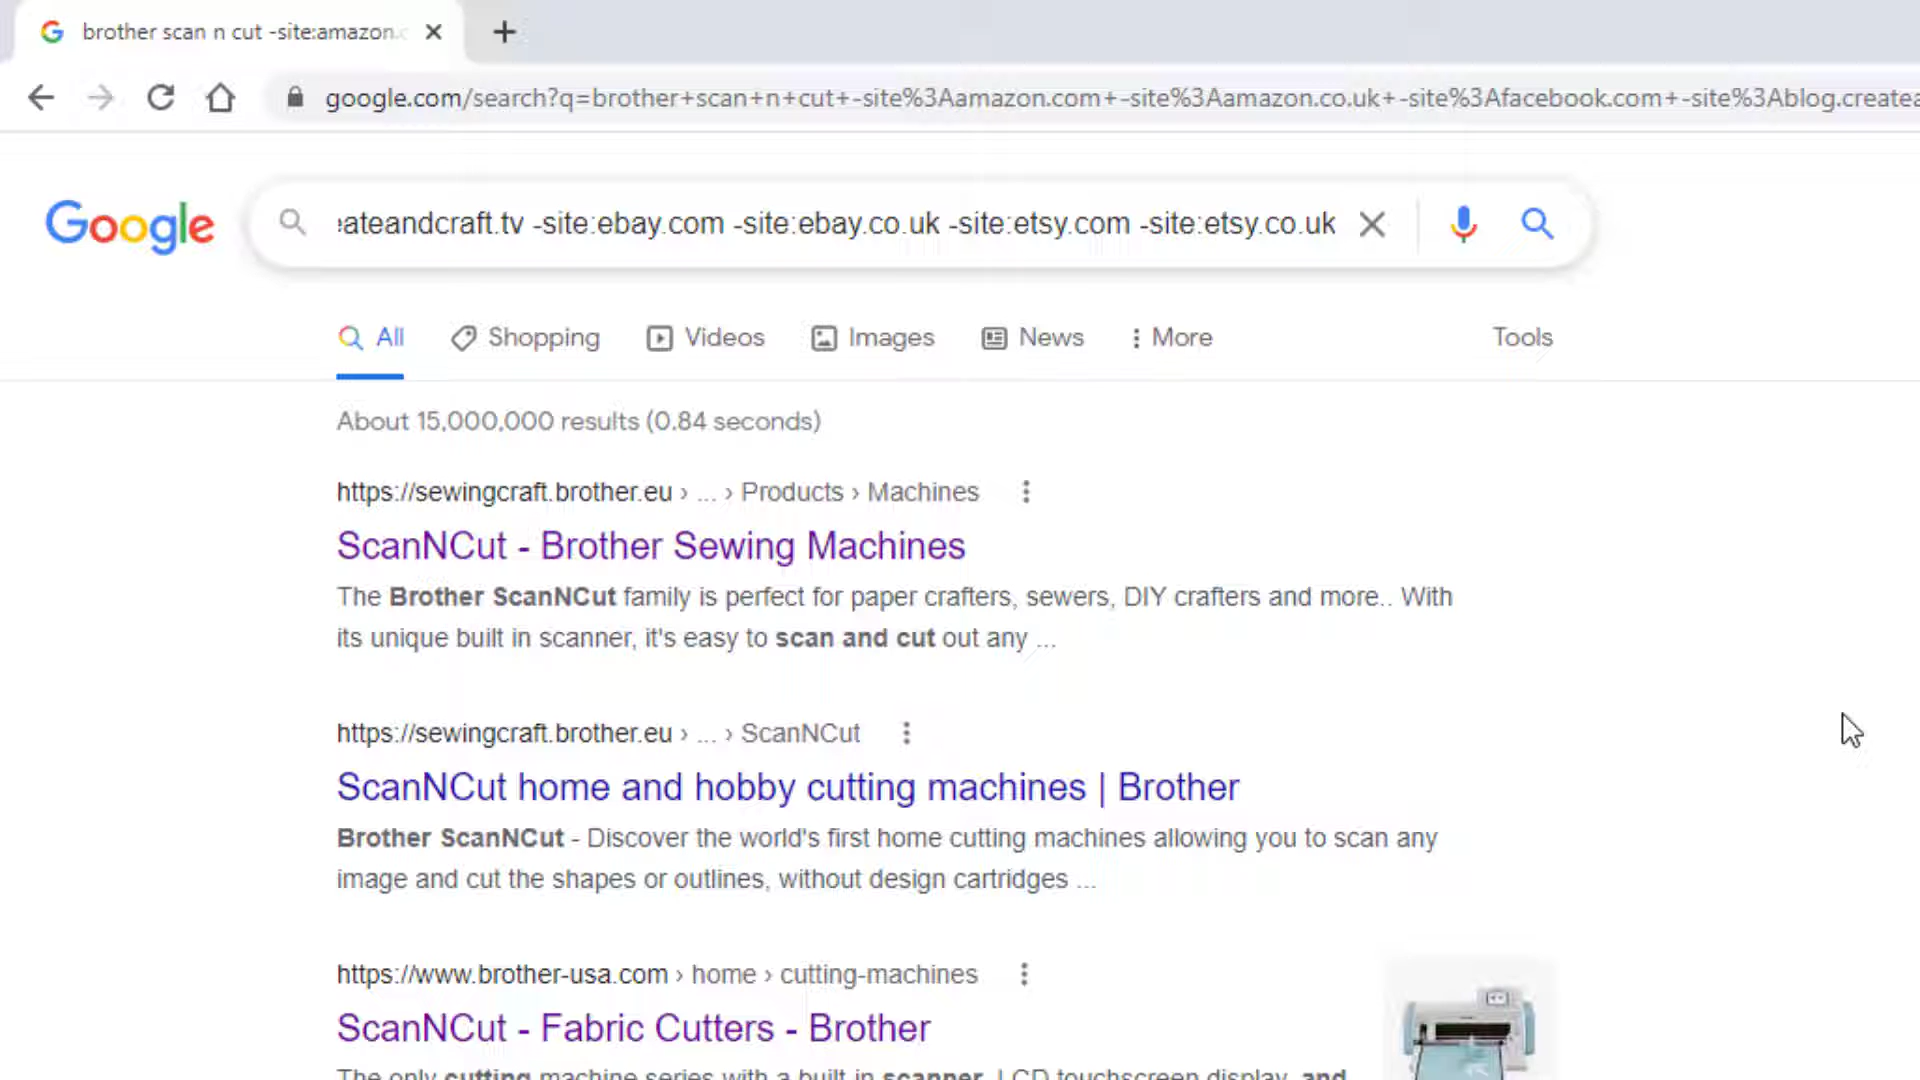 brother scan n cut -site:amazon.c
google.com/search?q=brother+scan+n+cut+-site%3Aamazon.com+-site%3Aamazon.co.uk+-site%3Afacebook.com+-site%3Ablog.createa
Google
eateandcraft.tv -site:ebay.com -site:ebay.co.uk -site:etsy.com -site:etsy.co.uk
All Shopping Videos Images News More Tools
About 15,000,000 results (0.84 seconds)
https://sewingcraft.brother.eu › ... › Products › Machines
ScanNCut - Brother Sewing Machines
The Brother ScanNCut family is perfect for paper crafters, sewers, DIY crafters and more.. With
its unique built in scanner, it's easy to scan and cut out any ...
https://sewingcraft.brother.eu › ... › ScanNCut
ScanNCut home and hobby cutting machines | Brother
Brother ScanNCut - Discover the world's first home cutting machines allowing you to scan any
image and cut the shapes or outlines, without design cartridges ...
https://www.brother-usa.com › home › cutting-machines
ScanNCut - Fabric Cutters - Brother
The only cutting machine series with a built in scanner, LCD touchscreen display, and